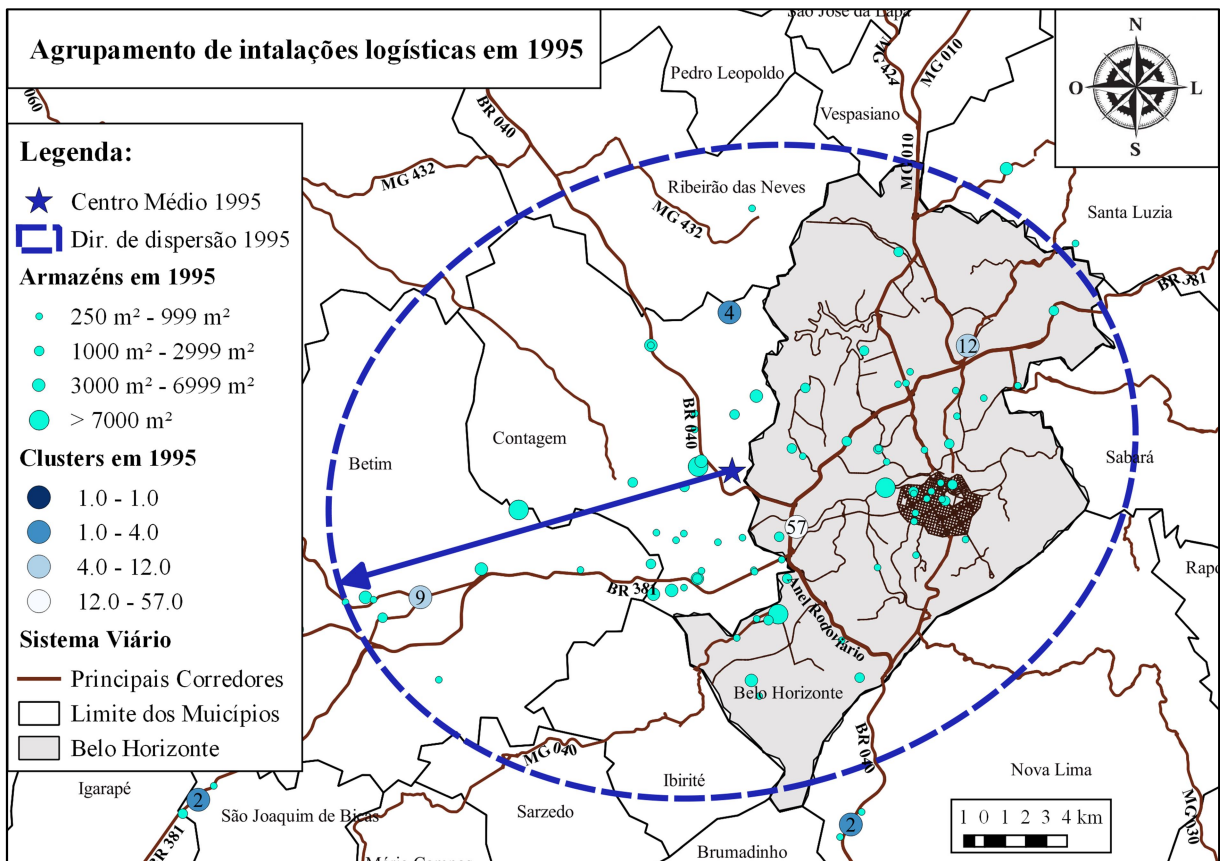 Agrupamento de intalações logísticas em 1995
Legenda:
Centro Médio 1995
Dir. de dispersão 1995
Armazéns em 1995
250 m² - 999 m²
1000 m² - 2999 m²
3000 m² - 6999 m²
> 7000 m²
Clusters em 1995
1.0 - 1.0
1.0 - 4.0
4.0 - 12.0
12.0 - 57.0
Sistema Viário
Principais Corredores
Limite dos Muicípios
Belo Horizonte
N
O
L
S
São José da Lapa
MG 424
MG 010
Pedro Leopoldo
Vespasiano
060
BR 040
MG 010
MG 432
Ribeirão das Neves
MG 432
Santa Luzia
BR 381
4
12
BR 040
Contagem
Betim
Sabará
57
BR 381
9
Anel Rodoviário
Belo Horizonte
MG 040
BR 040
Ibirité
Nova Lima
Igarapé
2
São Joaquim de Bicas
Sarzedo
2
BR 381
Brumadinho
MG 030
1 0 1 2 3 4 km